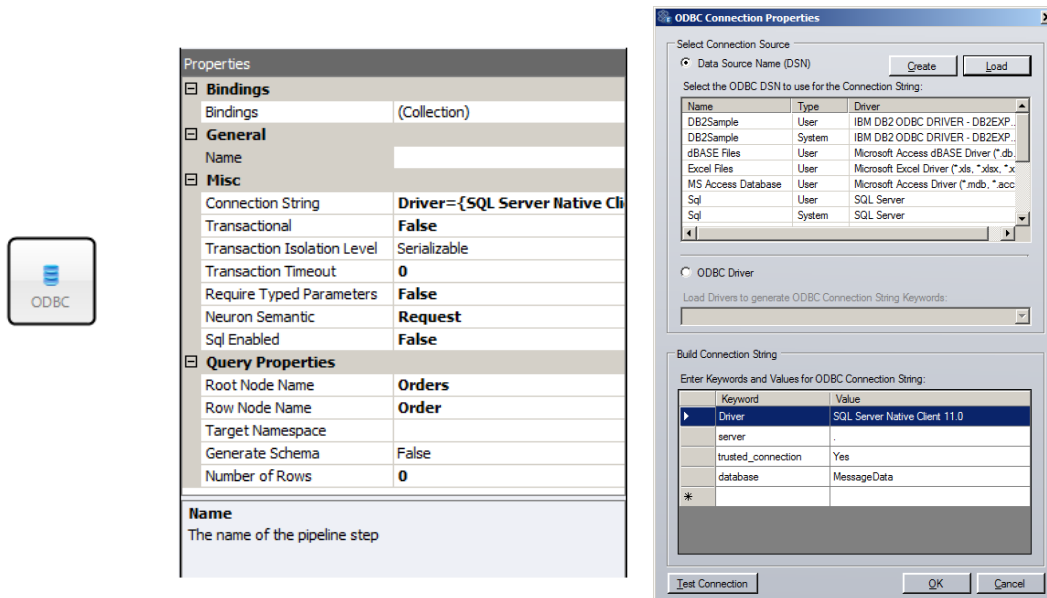 ODBC
Properties
Bindings
Bindings (Collection)
General
Name
Misc
Connection String Driver={SQL Server Native Cli
Transactional False
Transaction Isolation Level Serializable
Transaction Timeout 0
Require Typed Parameters False
Neuron Semantic Request
Sql Enabled False
Query Properties
Root Node Name Orders
Row Node Name Order
Target Namespace
Generate Schema False
Number of Rows 0
Name
The name of the pipeline step
ODBC Connection Properties
Select Connection Source
Data Source Name (DSN) Create Load
Select the ODBC DSN to use for the Connection String:
Name Type Driver
DB2Sample User IBM DB2 ODBC DRIVER - DB2EXP..
DB2Sample System IBM DB2 ODBC DRIVER - DB2EXP..
dBASE Files User Microsoft Access dBASE Driver (*.db.
Excel Files User Microsoft Excel Driver (*.xls, *.xlsx, *.x
MS Access Database User Microsoft Access Driver (*.mdb, *.acc
Sql User SQL Server
Sql System SQL Server
ODBC Driver
Load Drivers to generate ODBC Connection String Keywords:
Build Connection String
Enter Keywords and Values for ODBC Connection String:
Keyword Value
Driver SQL Server Native Client 11.0
server .
trusted_connection Yes
database MessageData
Test Connection OK Cancel